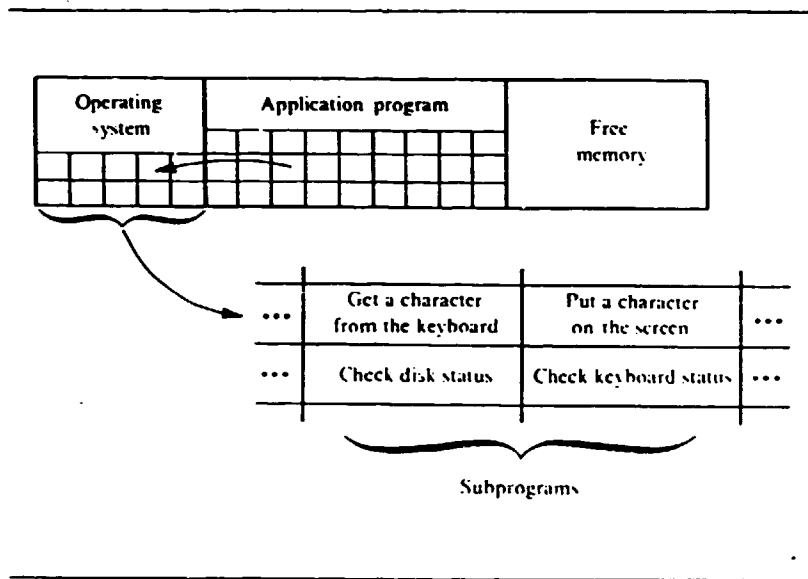 Operating
system
Application program
Free
memory
... Get a character
from the keyboard
Put a character
on the screen ...
... Check disk status
Check keyboard status ...
Subprograms